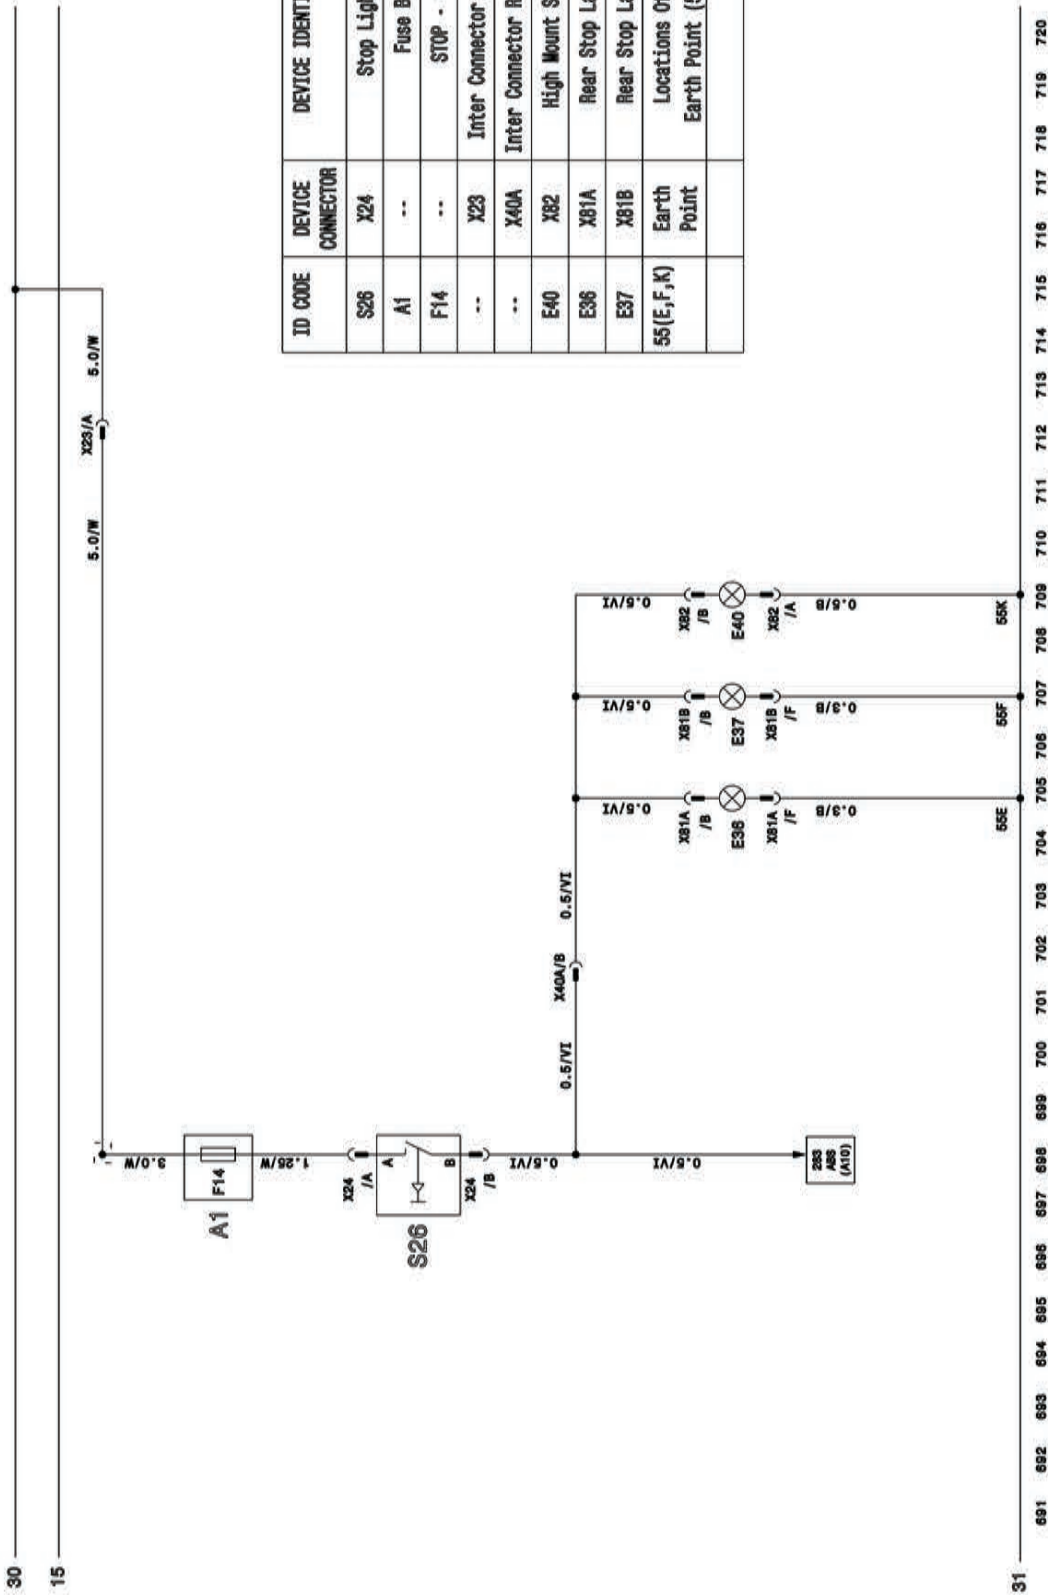 30
15
5.0/W
X23/A
5.0/W
3.0/W
F14
A1
1.25/W
X24
/A
A
B
S26
X24
/B
0.5/VI
0.5/VI
X40A/B
0.5/VI
0.5/VI
ABS
(A10)
0.5/VI
X81A
/B
E36
X81A
/F
0.3/B
55E
0.5/VI
X81B
/B
E37
X81B
/F
0.3/B
55F
0.5/VI
X82
/B
E40
X82
/A
0.5/B
55K
31
691 692 693 694 695 696 697 698 699 700 701 702 703 704 705 706 707 708 709 710 711 712 713 714 715 716 717 718 719 720
ID CODE DEVICE CONNECTOR DEVICE IDENTI
S26 X24 Stop Ligh
A1 -- Fuse B
F14 -- STOP -
-- X23 Inter Connector
-- X40A Inter Connector R
E40 X82 High Mount S
E36 X81A Rear Stop La
E37 X81B Rear Stop La
55(E,F,K) Earth Point Locations Of
Earth Point (5